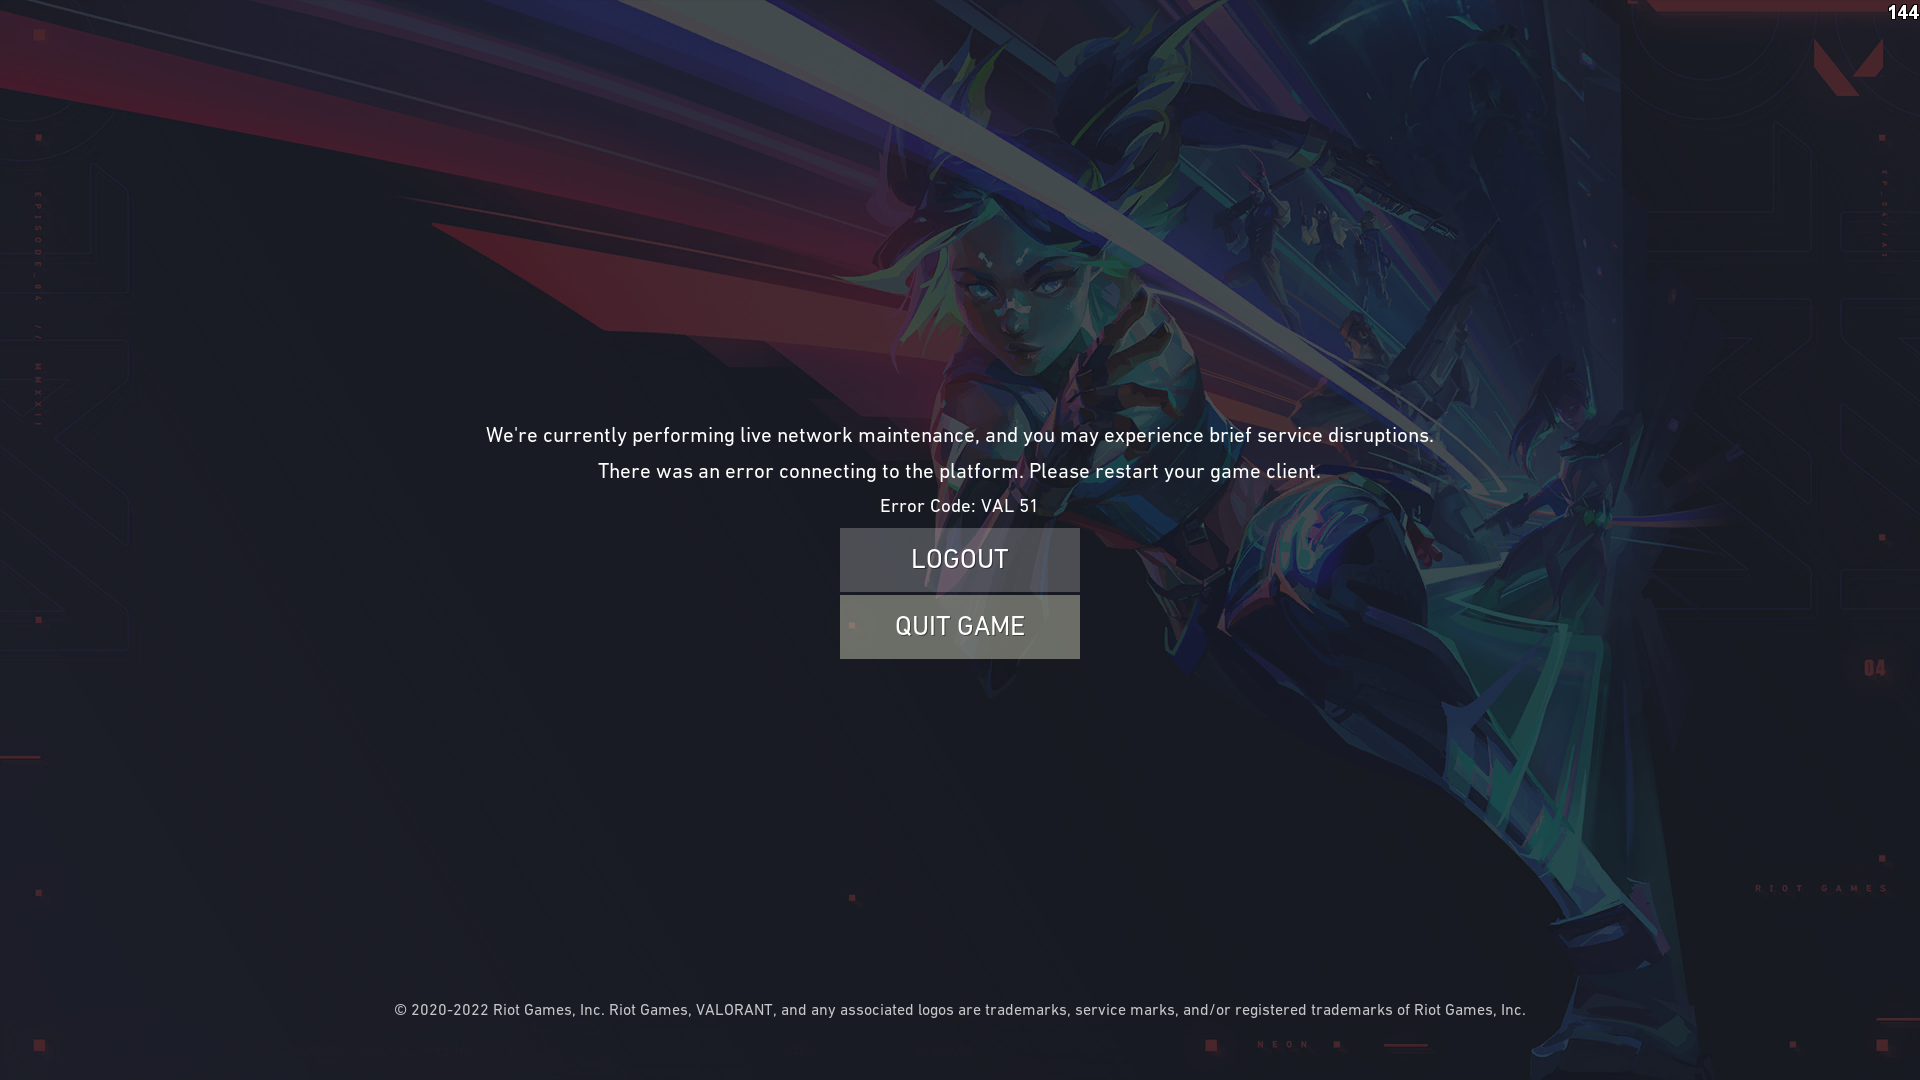 144
EPISODE_04 // MMXXII
We're currently performing live network maintenance, and you may experience brief service disruptions.
There was an error connecting to the platform. Please restart your game client.
Error Code: VAL 51
LOGOUT
QUIT GAME
04
RIOT GAMES
© 2020-2022 Riot Games, Inc. Riot Games, VALORANT, and any associated logos are trademarks, service marks, and/or registered trademarks of Riot Games, Inc.
NEON